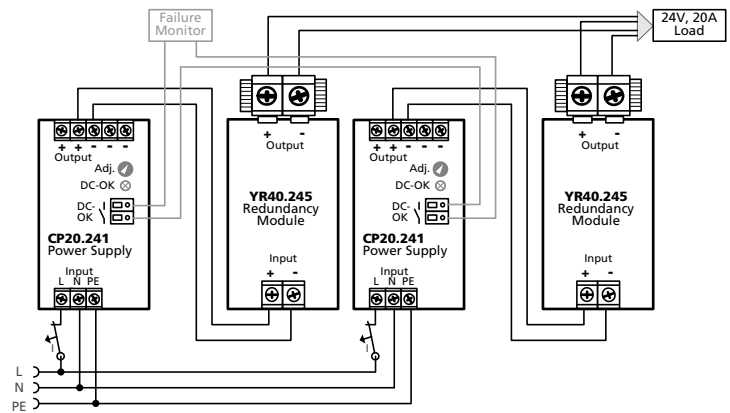 Failure
Monitor
24V, 20A
Load
+ + - - -
Output
Adj.
DC-OK
DC-
OK
CP20.241
Power Supply
Input
L N PE
+ -
Output
YR40.245
Redundancy
Module
Input
+ -
+ + - - -
Output
Adj.
DC-OK
DC-
OK
CP20.241
Power Supply
Input
L N PE
+ -
Output
YR40.245
Redundancy
Module
Input
+ -
I
I
L
N
PE